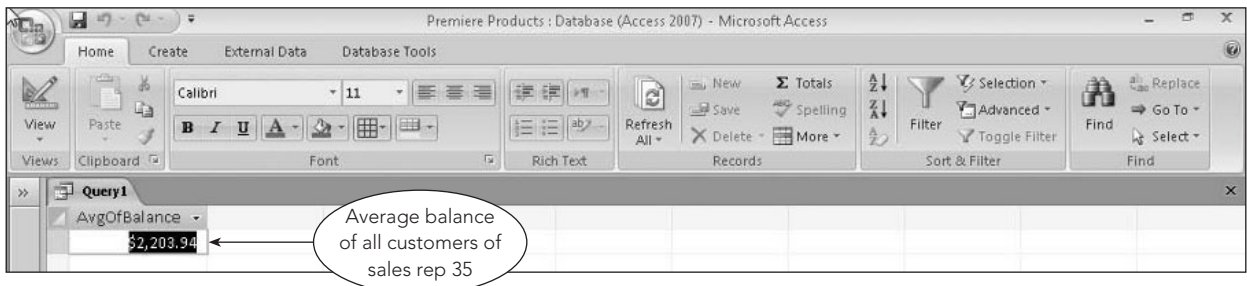 Premiere Products : Database (Access 2007) - Microsoft Access
Home Create External Data Database Tools
View Paste Calibri 11 B I U A Refresh All New Save Delete Totals Spelling More Filter Selection Advanced Toggle Filter Find Replace Go To Select
Views Clipboard Font Rich Text Records Sort & Filter Find
Query1
AvgOfBalance
$2,203.94
Average balance
of all customers of
sales rep 35